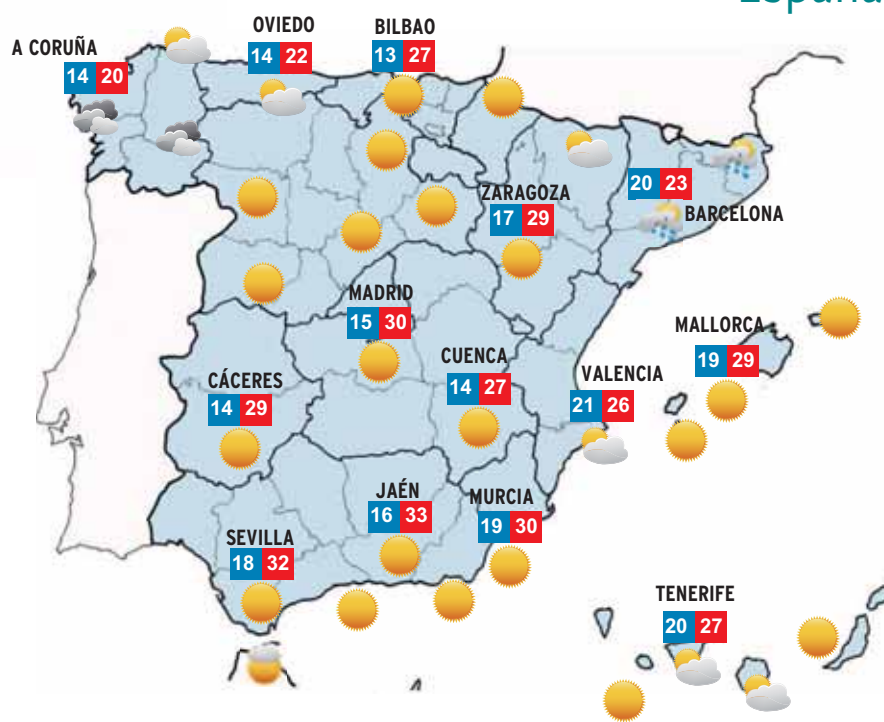 España
OVIEDO
14 22
BILBAO
13 27
A CORUÑA
14 20
ZARAGOZA
17 29
20 23
BARCELONA
MADRID
15 30
CUENCA
14 27
MALLORCA
19 29
VALENCIA
21 26
CÁCERES
14 29
JAÉN
16 33
MURCIA
19 30
SEVILLA
18 32
TENERIFE
20 27